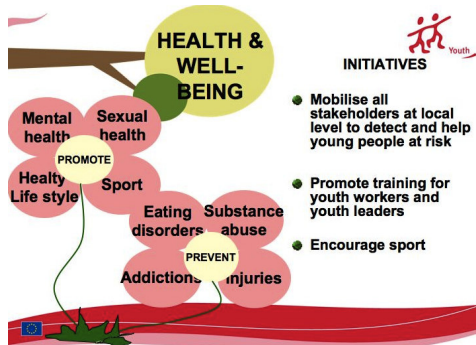 HEALTH &
WELL-
BEING
Youth
INITIATIVES
Mobilise all
stakeholders at local
level to detect and help
young people at risk
Promote training for
youth workers and
youth leaders
Encourage sport
Mental
health
Sexual
health
PROMOTE
Healty
Life style
Sport
Eating
disorders
Substance
abuse
PREVENT
Addictions
Injuries